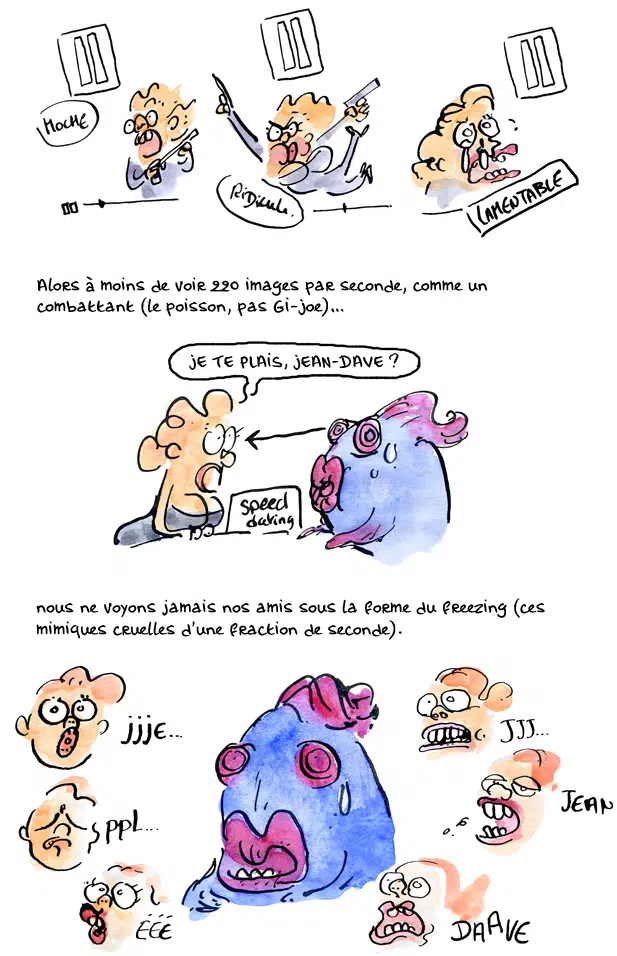 MOCHE
Ridicule.
LAMENTABLE
Alors à moins de voir 220 images par seconde, comme un
combattant (le poisson, pas Gi-joe)...
JE TE PLAIS, JEAN-DAVE ?
speed
dating
nous ne voyons jamais nos amis sous la forme du freezing (ces
mimiques cruelles d'une fraction de seconde).
jjje...
JJJ...
JEAN
ppl...
ÉÉÉ
DAAVE